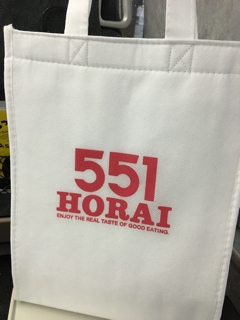 551
HORAI
ENJOY THE REAL TASTE OF GOOD EATING.